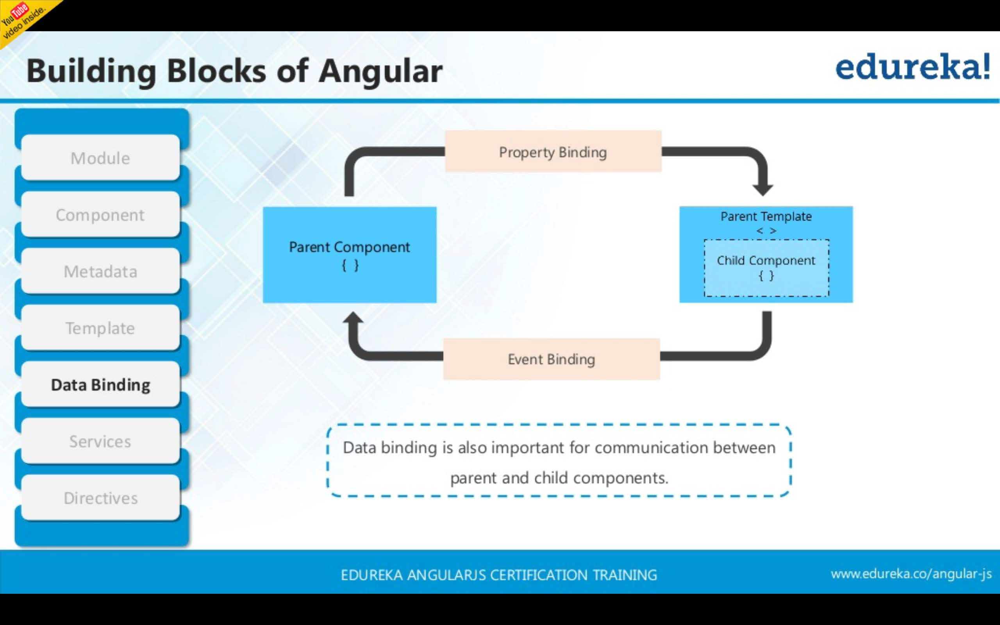 You Tube
video inside.
Building Blocks of Angular
edureka!
Module
Component
Metadata
Template
Data Binding
Services
Directives
Property Binding
Parent Component
{ }
Parent Template
< >
Child Component
{ }
Event Binding
Data binding is also important for communication between
parent and child components.
EDUREKA ANGULARJS CERTIFICATION TRAINING
www.edureka.co/angular-js